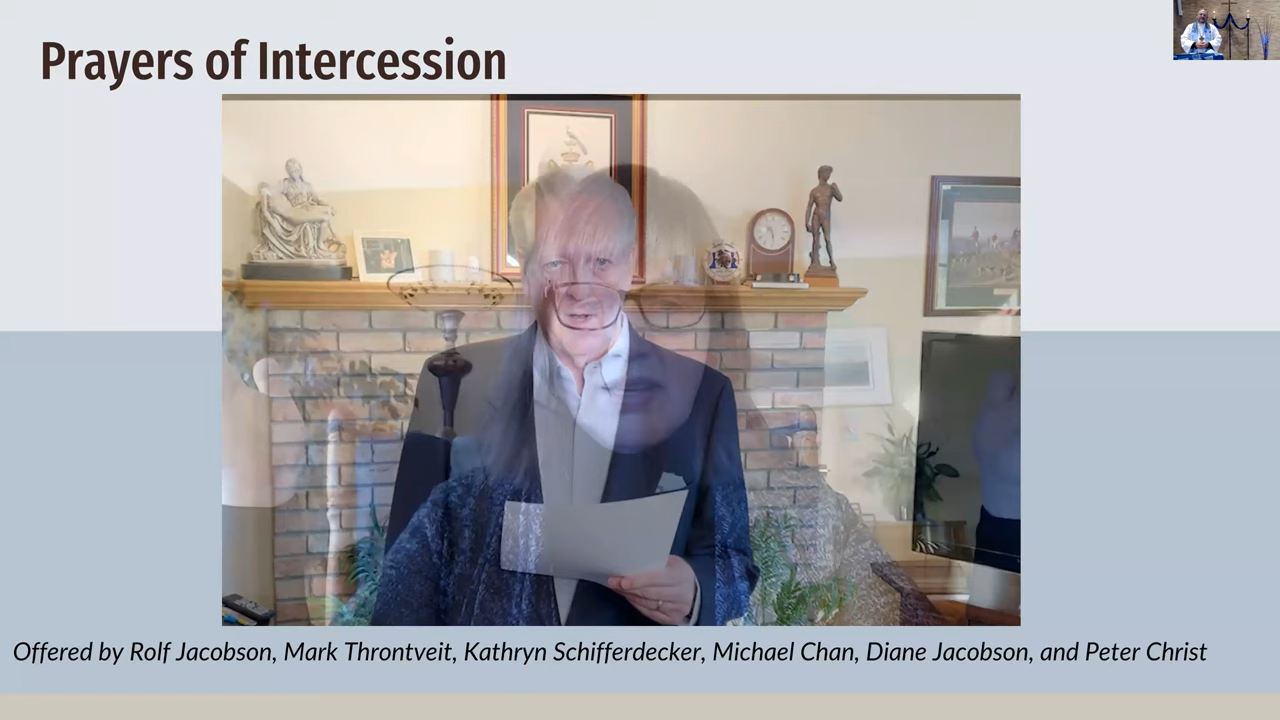 Prayers of Intercession
Offered by Rolf Jacobson, Mark Throntveit, Kathryn Schifferdecker, Michael Chan, Diane Jacobson, and Peter Christ